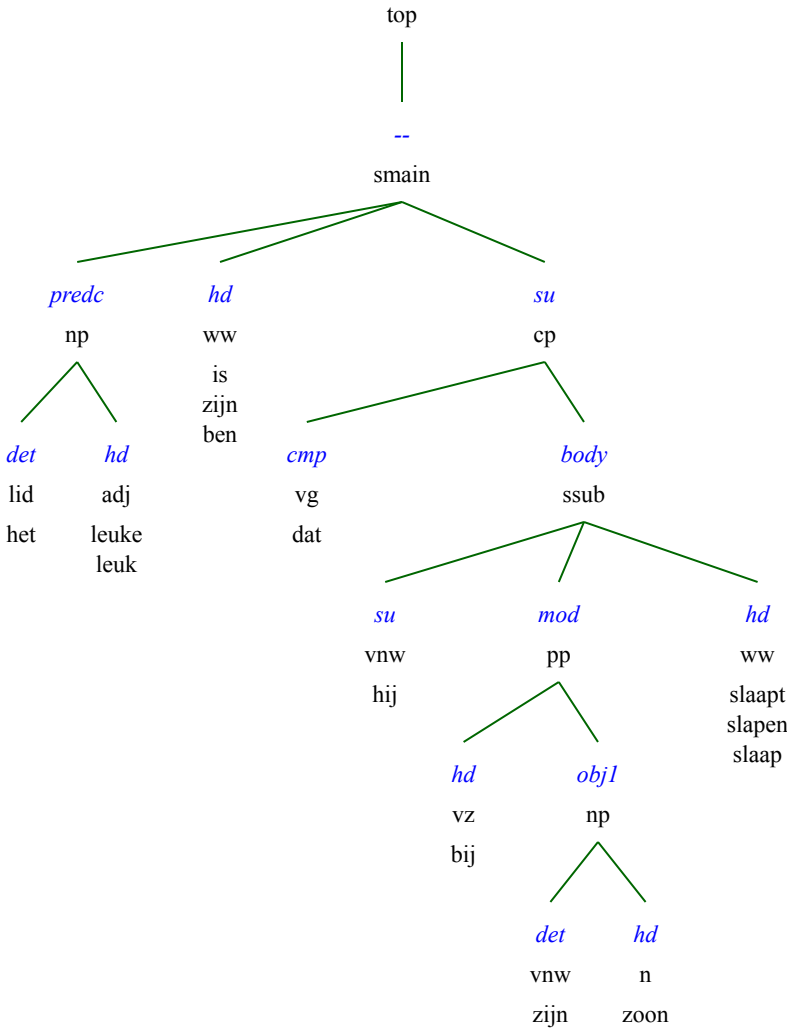 top
--
smain
predc hd su
np ww cp
is
zijn
ben
det hd cmp body
lid adj vg ssub
het leuke dat
leuk
su mod hd
vnw pp ww
hij slaapt
slapen
slaap
hd obj1
vz np
bij
det hd
vnw n
zijn zoon